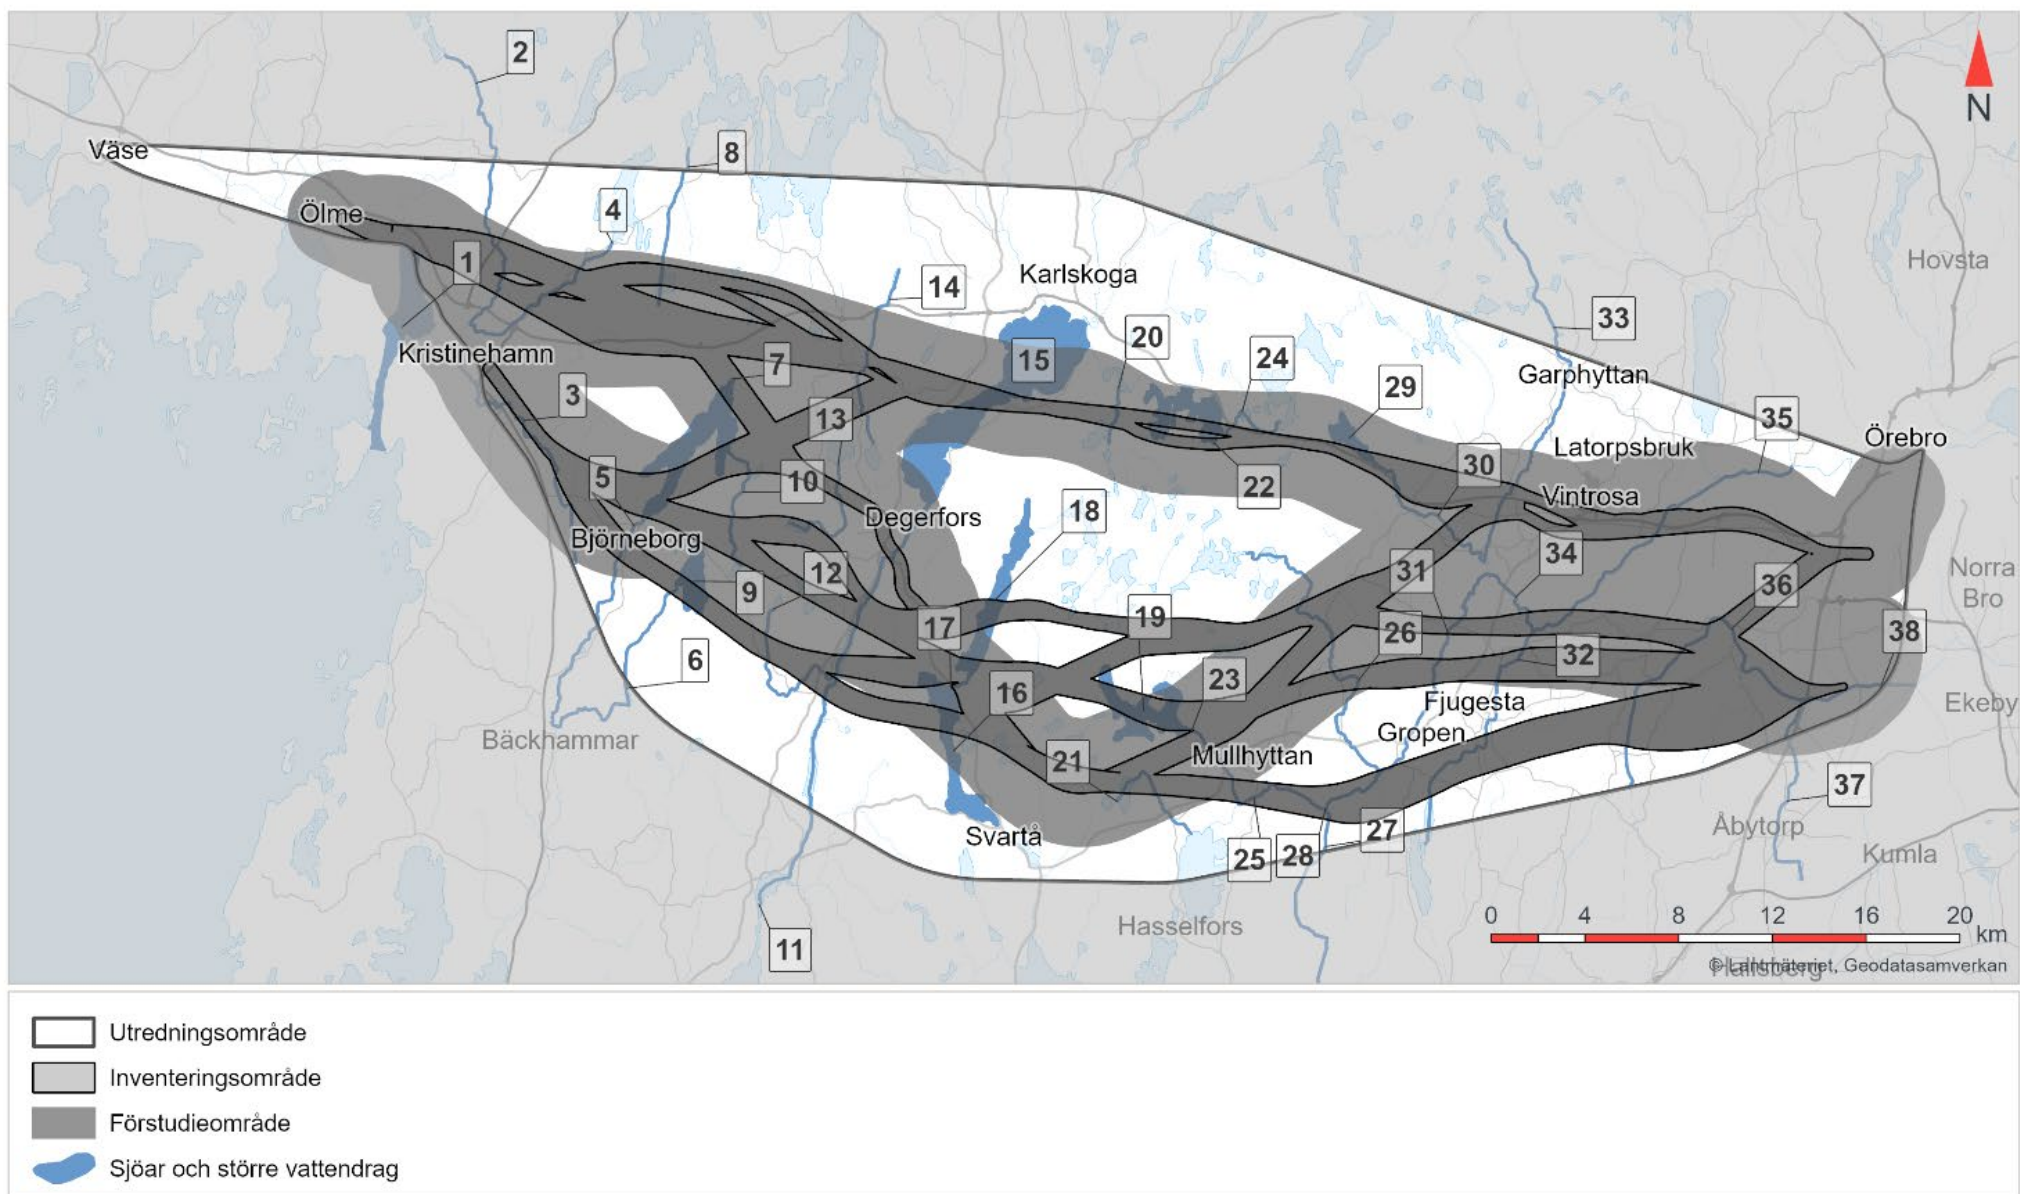 2
Väse
8
N
Ölme
4
Hovsta
1
14
Karlskoga
33
Kristinehamn
20
24
15
7
Garphyttan
3
29
13
35
Örebro
Latorpsbruk
30
5
10
22
Vintrosa
Degerfors
18
Björneborg
34
12
31
36
Norra
Bro
9
17
19
26
38
6
32
16
23
Fjugesta
Ekeby
Bäckhammar
Gropen
21
Mullhyttan
37
Svartå
27
Åbytorp
25
28
Kumla
Hasselfors
0 4 8 12 16 20
km
11
Hallsberg
© Lantmäteriet, Geodatasamverkan
Utredningsområde
Inventeringsområde
Förstudieområde
Sjöar och större vattendrag